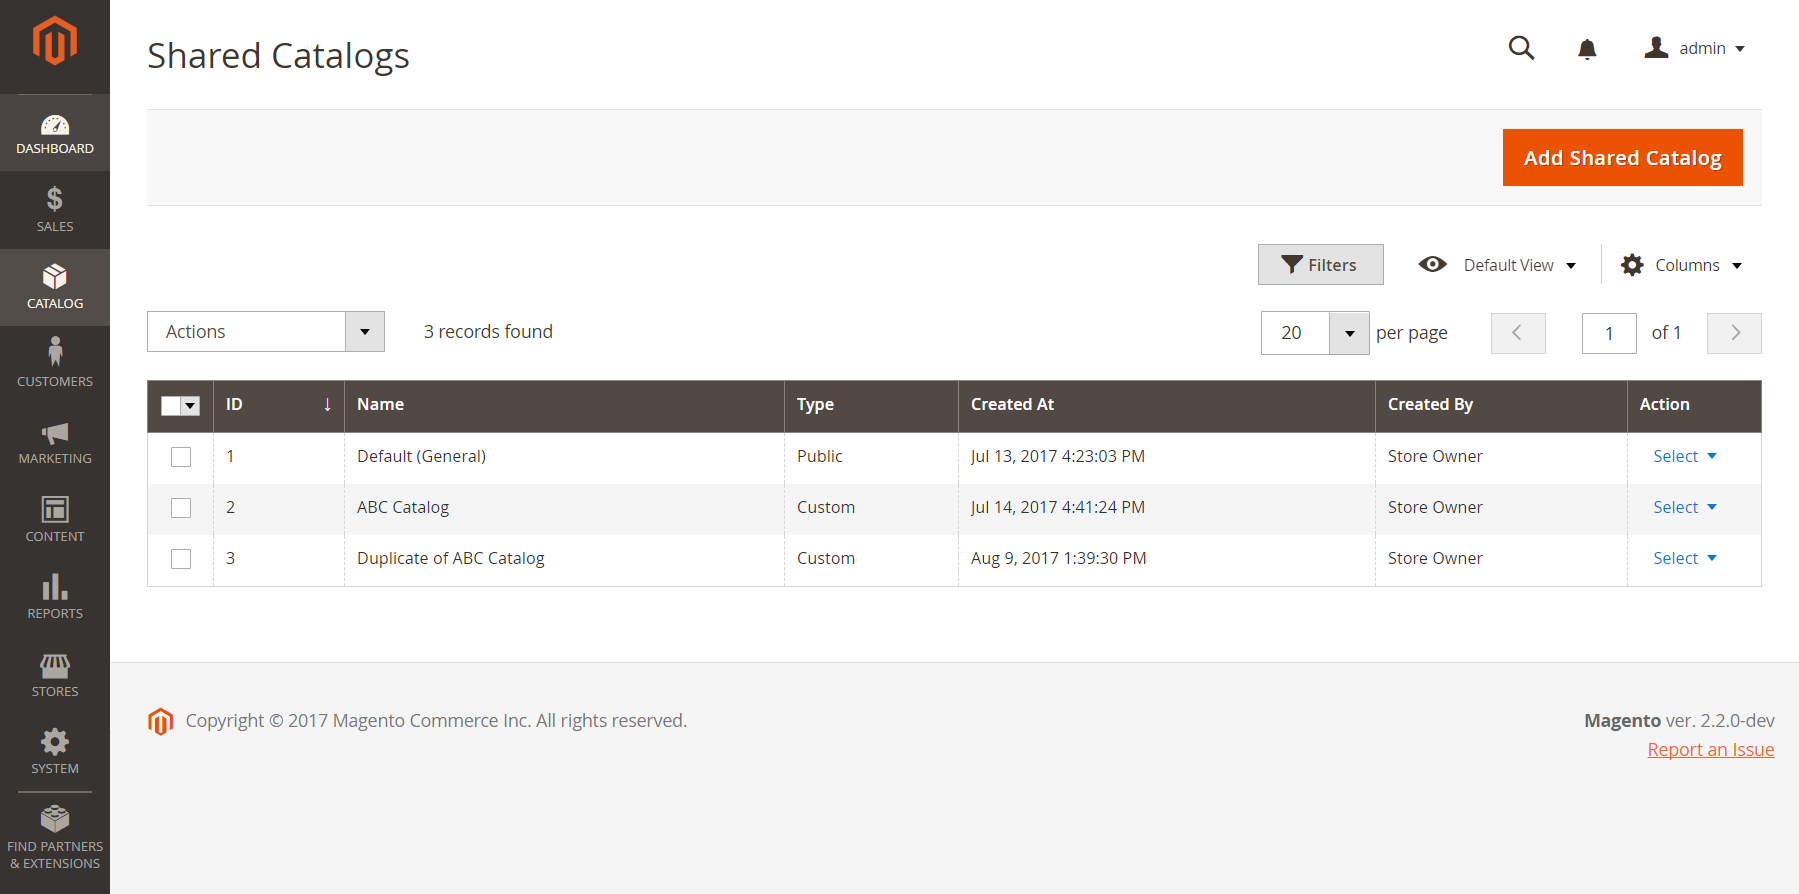 Shared Catalogs
admin
DASHBOARD
SALES
CATALOG
CUSTOMERS
MARKETING
CONTENT
REPORTS
STORES
SYSTEM
FIND PARTNERS
& EXTENSIONS
Add Shared Catalog
Filters Default View Columns
Actions 3 records found 20 per page 1 of 1
ID ↓ Name Type Created At Created By Action
1 Default (General) Public Jul 13, 2017 4:23:03 PM Store Owner Select
2 ABC Catalog Custom Jul 14, 2017 4:41:24 PM Store Owner Select
3 Duplicate of ABC Catalog Custom Aug 9, 2017 1:39:30 PM Store Owner Select
Copyright © 2017 Magento Commerce Inc. All rights reserved.
Magento ver. 2.2.0-dev
Report an Issue